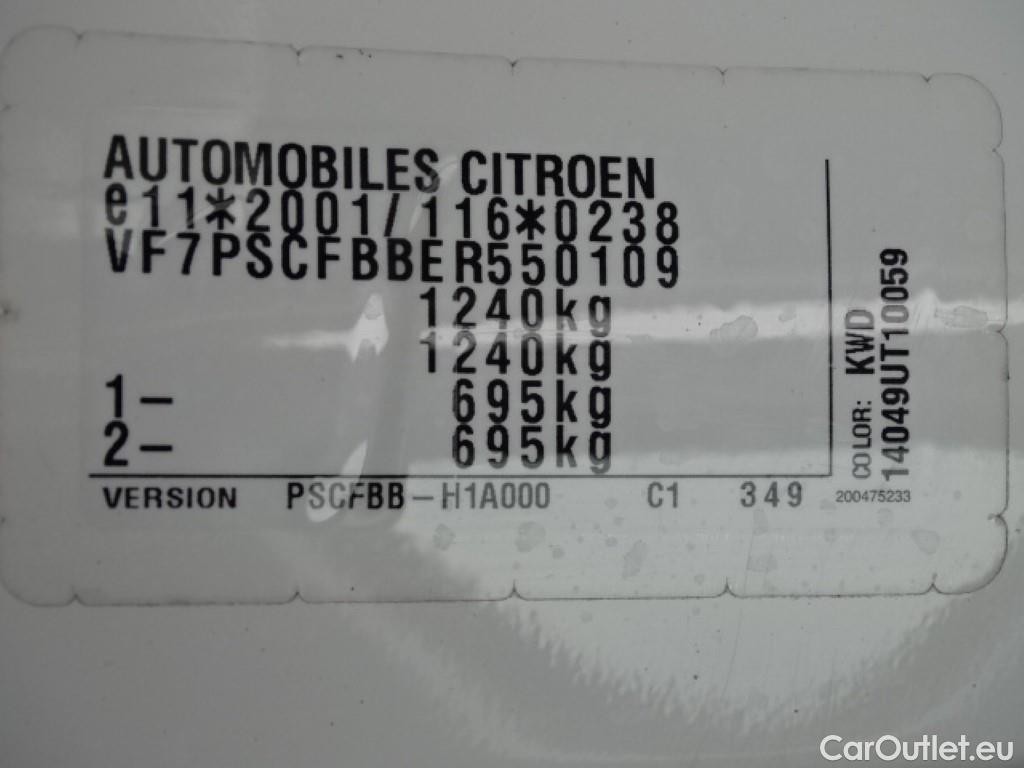 AUTOMOBILES CITROEN
e11*2001/116*0238
VF7PSCFBBER550109
1240kg
1240kg
1- 695kg
2- 695kg
VERSION PSCFBB-H1A000 C1 349
COLOR: KWD
14049UT10059
200475233
CarOutlet.eu